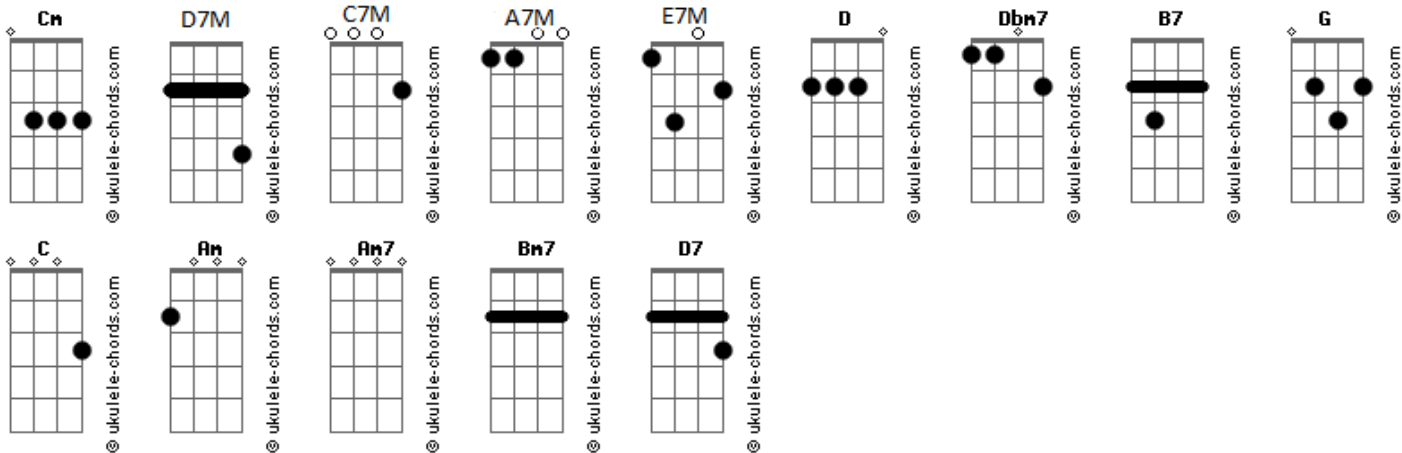 Cm D7M C7M A7M E7M D Dbm7 B7 G
© ukulele-chords.com © ukulele-chords.com © ukulele-chords.com © ukulele-chords.com © ukulele-chords.com © ukulele-chords.com © ukulele-chords.com © ukulele-chords.com © ukulele-chords.com
C Am Am7 Bm7 D7
© ukulele-chords.com © ukulele-chords.com © ukulele-chords.com © ukulele-chords.com © ukulele-chords.com